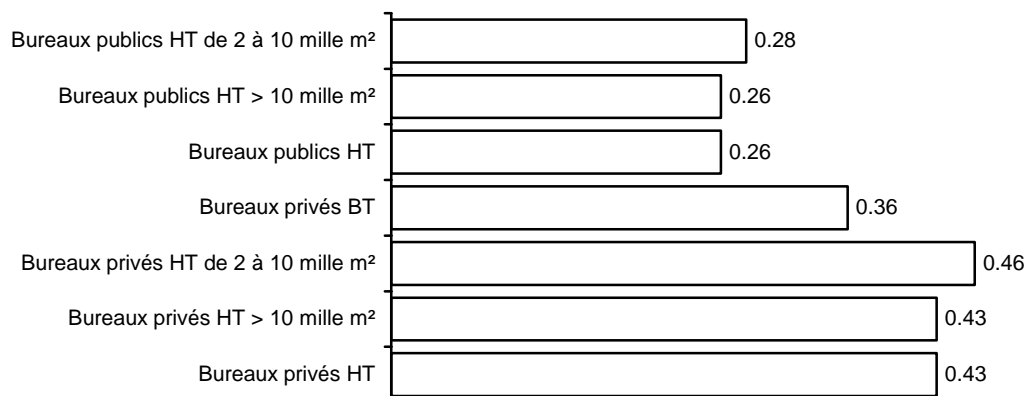 Bureaux publics HT de 2 à 10 mille m² 0.28
Bureaux publics HT > 10 mille m² 0.26
Bureaux publics HT 0.26
Bureaux privés BT 0.36
Bureaux privés HT de 2 à 10 mille m² 0.46
Bureaux privés HT > 10 mille m² 0.43
Bureaux privés HT 0.43